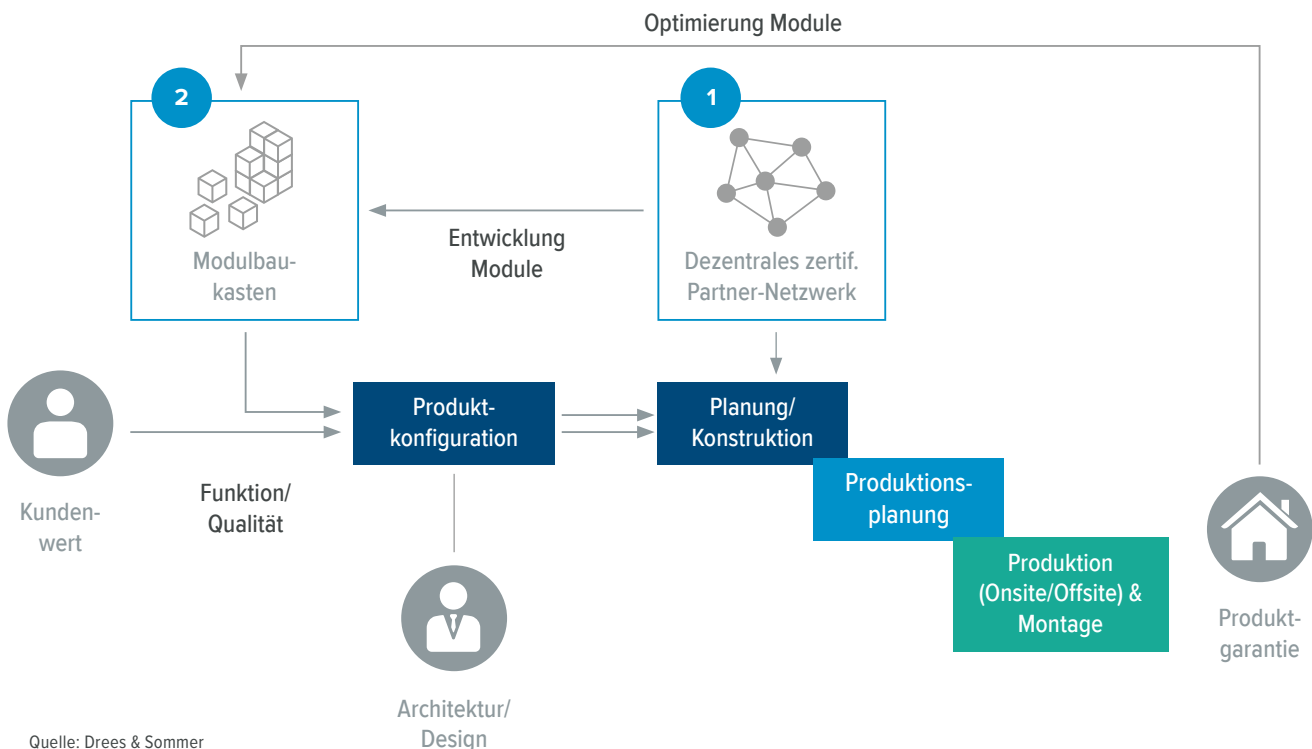 Optimierung Module
2
1
Modulbau-
kasten
Entwicklung
Module
Dezentrales zertif.
Partner-Netzwerk
Kunden-
wert
Funktion/
Qualität
Produkt-
konfiguration
Planung/
Konstruktion
Produktions-
planung
Produktion
(Onsite/Offsite) &
Montage
Produkt-
garantie
Architektur/
Design
Quelle: Drees & Sommer